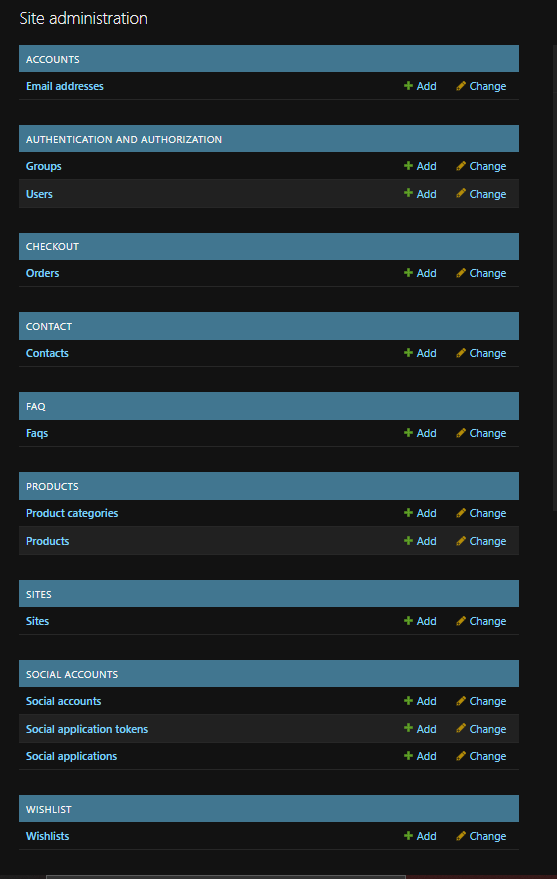 Site administration
ACCOUNTS
Email addresses Add Change
AUTHENTICATION AND AUTHORIZATION
Groups Add Change
Users Add Change
CHECKOUT
Orders Add Change
CONTACT
Contacts Add Change
FAQ
Faqs Add Change
PRODUCTS
Product categories Add Change
Products Add Change
SITES
Sites Add Change
SOCIAL ACCOUNTS
Social accounts Add Change
Social application tokens Add Change
Social applications Add Change
WISHLIST
Wishlists Add Change